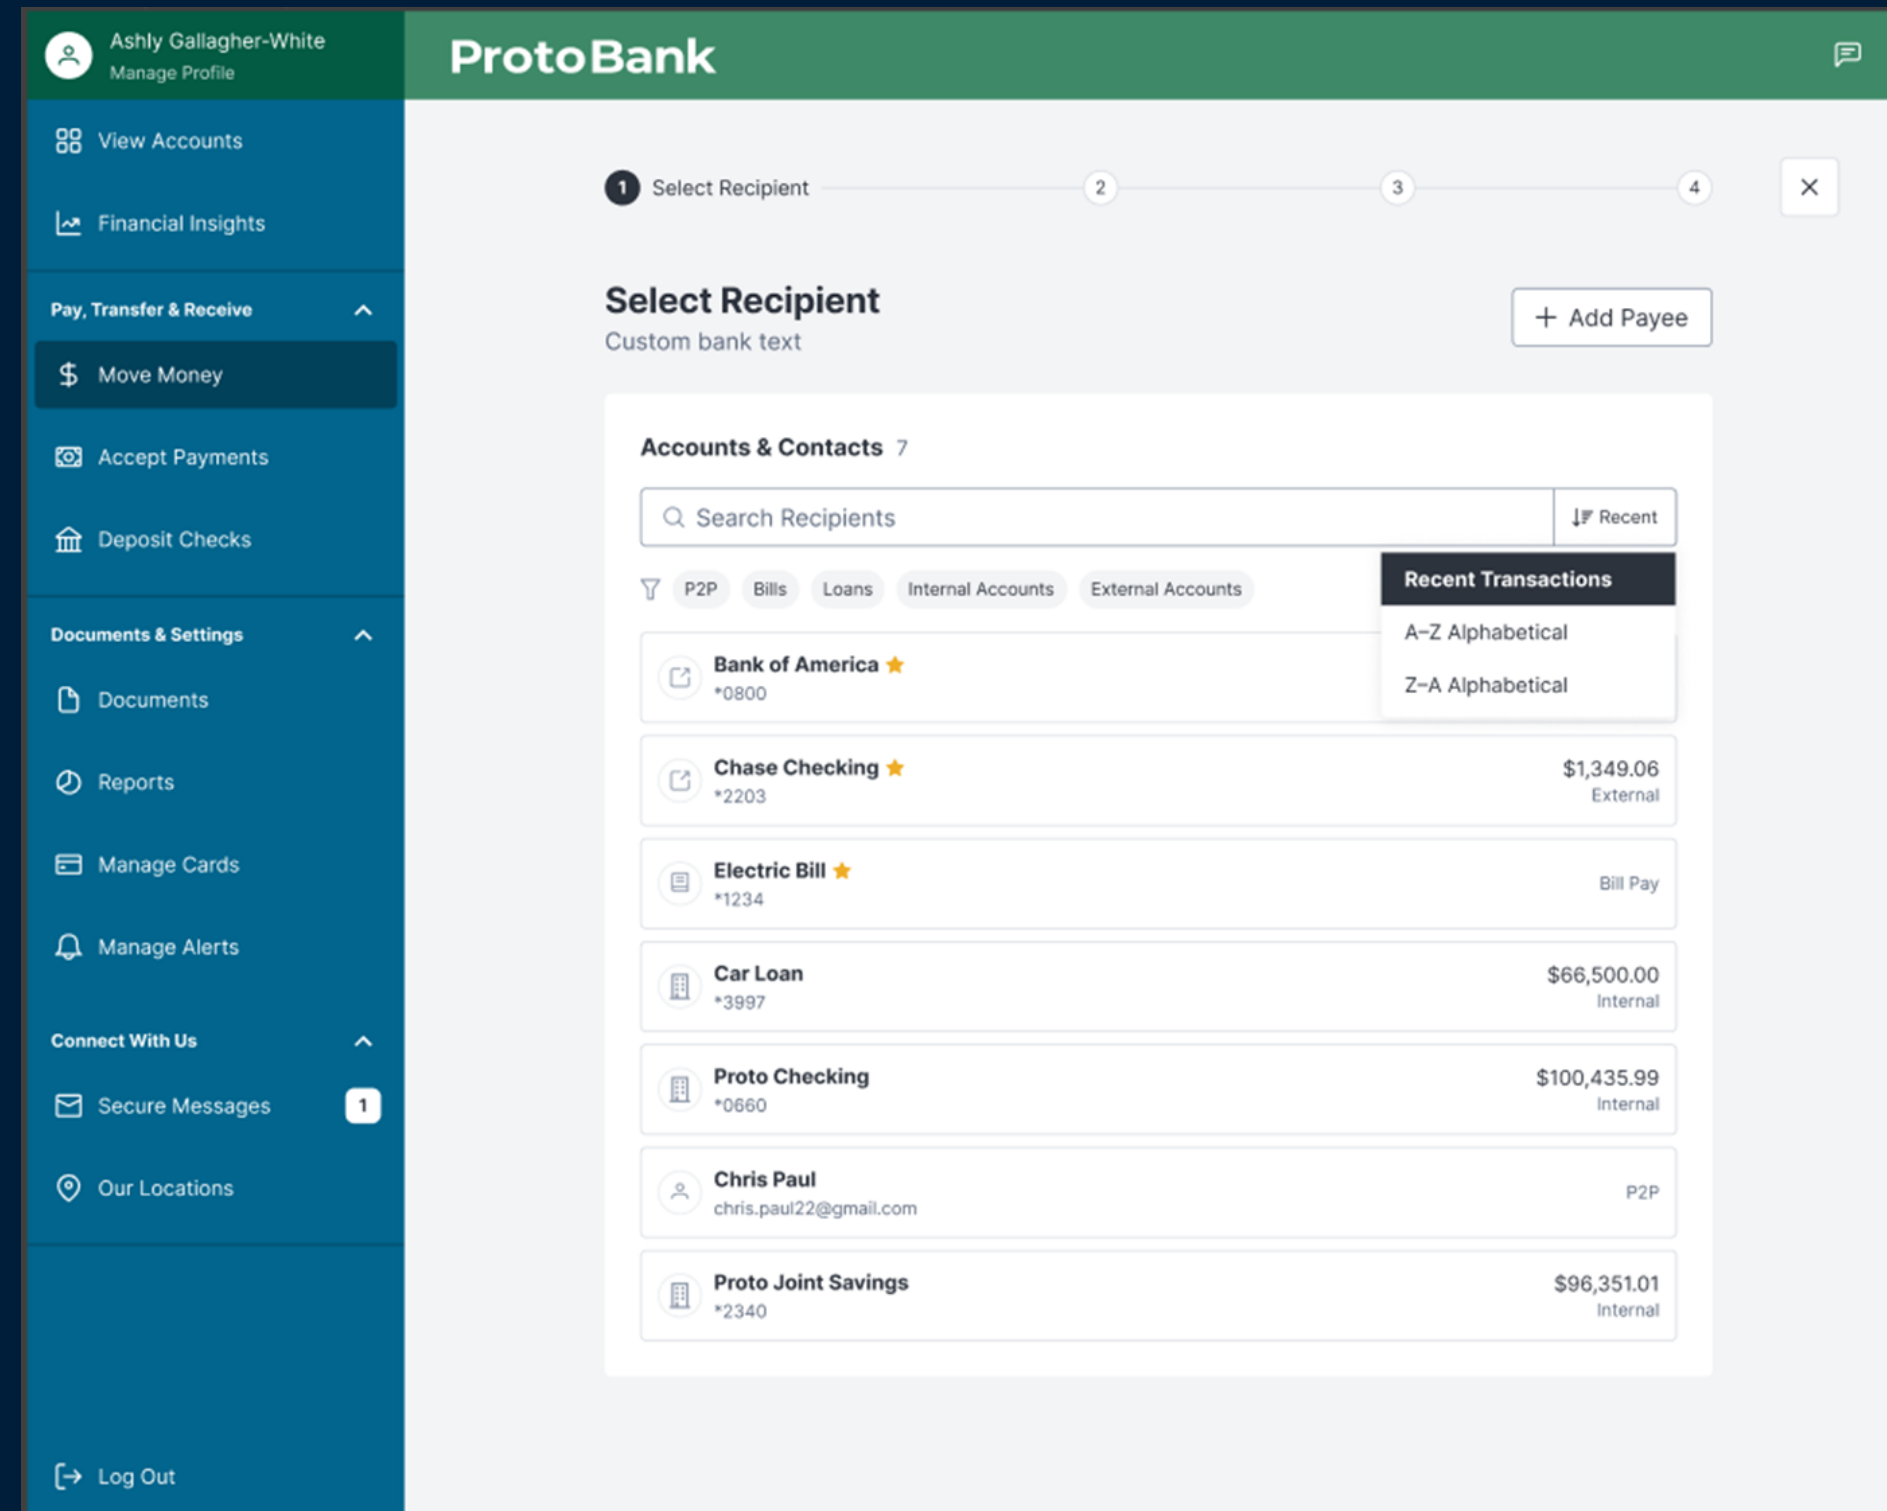 Ashly Gallagher-White
Manage Profile
ProtoBank
View Accounts
Financial Insights
Pay, Transfer & Receive
Move Money
Accept Payments
Deposit Checks
Documents & Settings
Documents
Reports
Manage Cards
Manage Alerts
Connect With Us
Secure Messages 1
Our Locations
Log Out
1 Select Recipient 2 3 4
Select Recipient
Custom bank text
+ Add Payee
Accounts & Contacts 7
Search Recipients
Recent
Recent Transactions
A–Z Alphabetical
Z–A Alphabetical
P2P Bills Loans Internal Accounts External Accounts
Bank of America
*0800
Chase Checking
*2203
$1,349.06
External
Electric Bill
*1234
Bill Pay
Car Loan
*3997
$66,500.00
Internal
Proto Checking
*0660
$100,435.99
Internal
Chris Paul
chris.paul22@gmail.com
P2P
Proto Joint Savings
*2340
$96,351.01
Internal